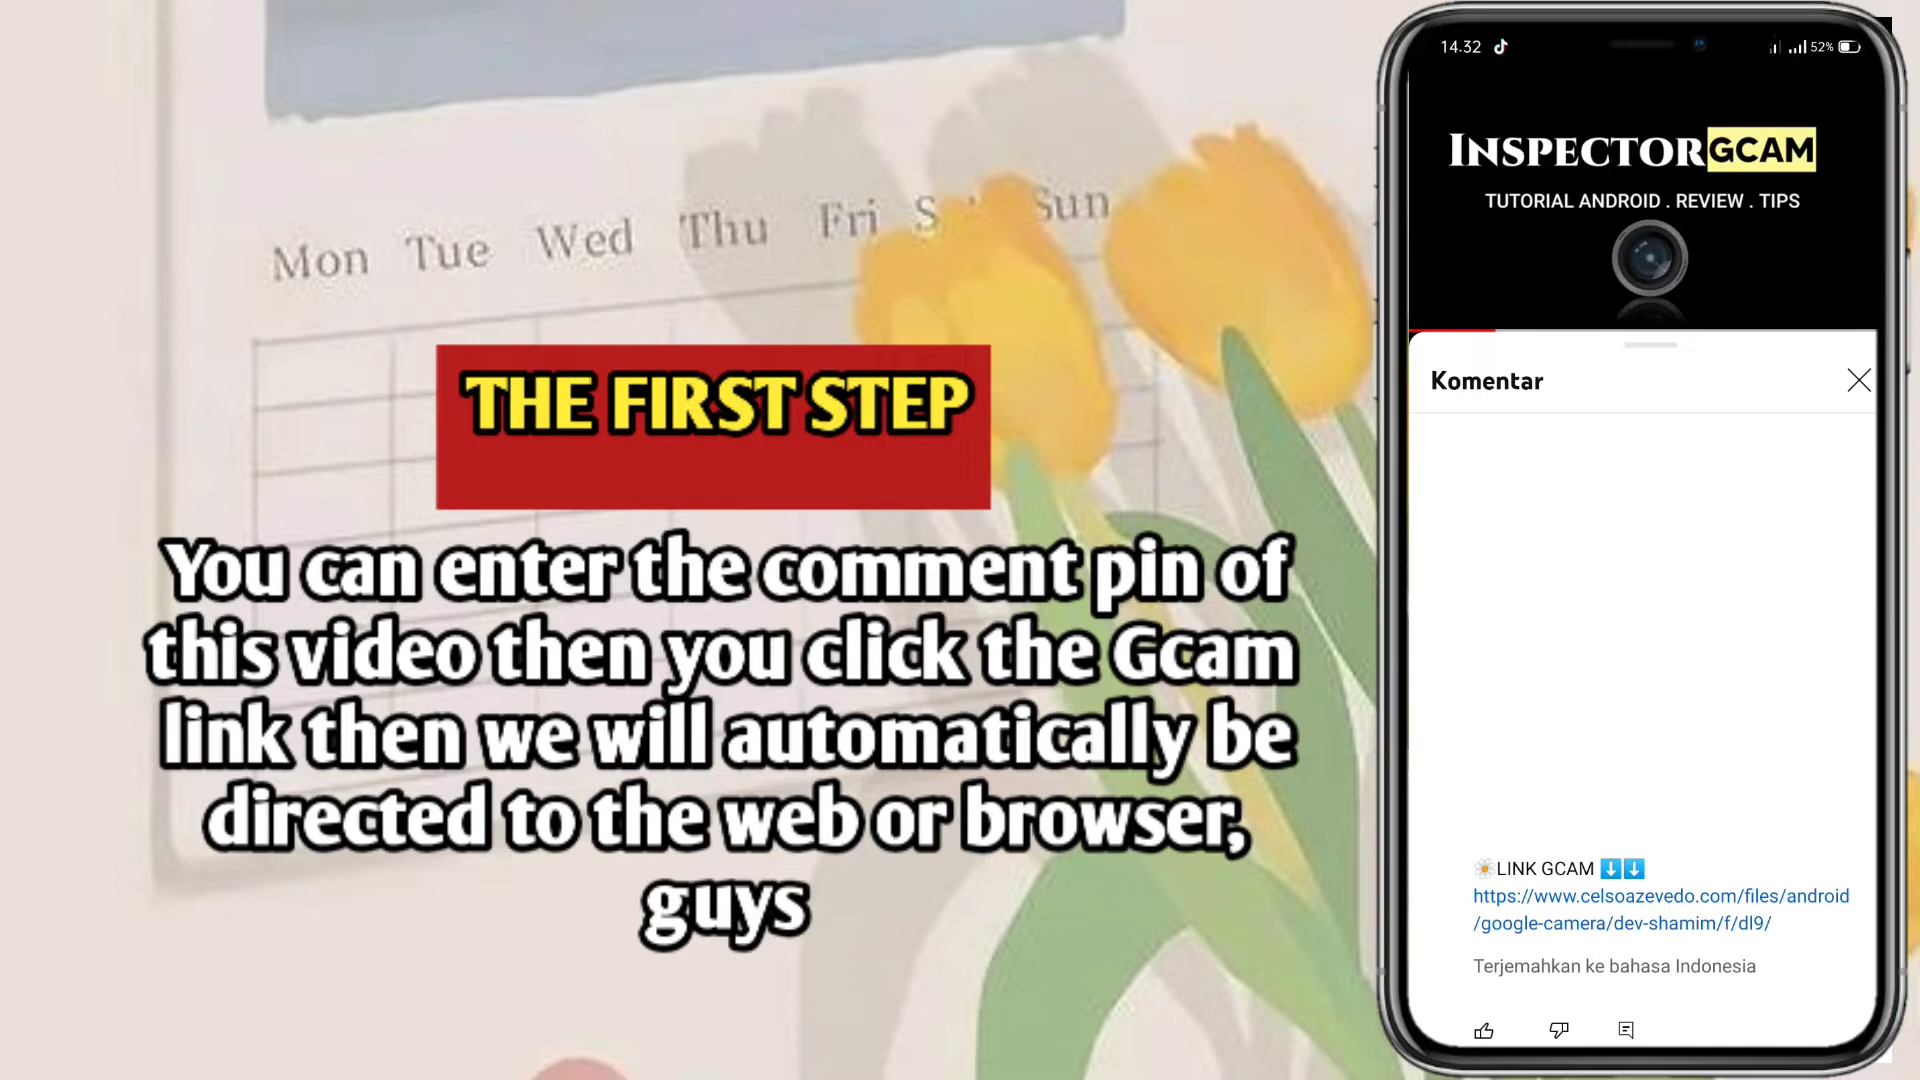 Mon Tue Wed Thu Fri Sun
THE FIRST STEP
You can enter the comment pin of
this video then you click the Gcam
link then we will automatically be
directed to the web or browser,
guys
14.32 52%
INSPECTORGCAM
TUTORIAL ANDROID . REVIEW . TIPS
Komentar
🌼LINK GCAM ⬇️⬇️
https://www.celsoazevedo.com/files/android
/google-camera/dev-shamim/f/dl9/
Terjemahkan ke bahasa Indonesia